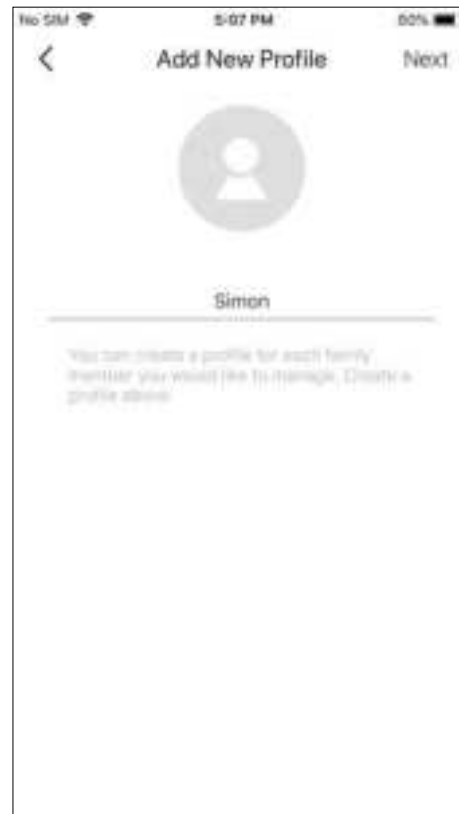 No SIM 5:07 PM 80%
Add New Profile Next
Simon
You can create a profile for each family
member you would like to manage. Create a
profile above.